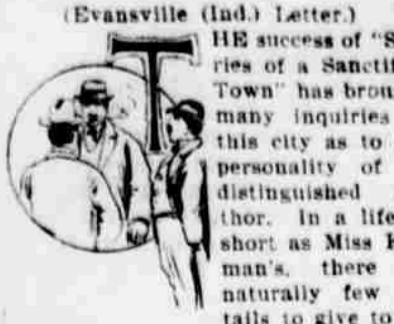 (Evansville (Ind.) Letter.)
THE success of "S
ries of a Sanctif
Town" has brou
many inquiries
this city as to
personality of
distinguished
thor. In a life
short as Miss
man's, there
naturally few
tails to give to